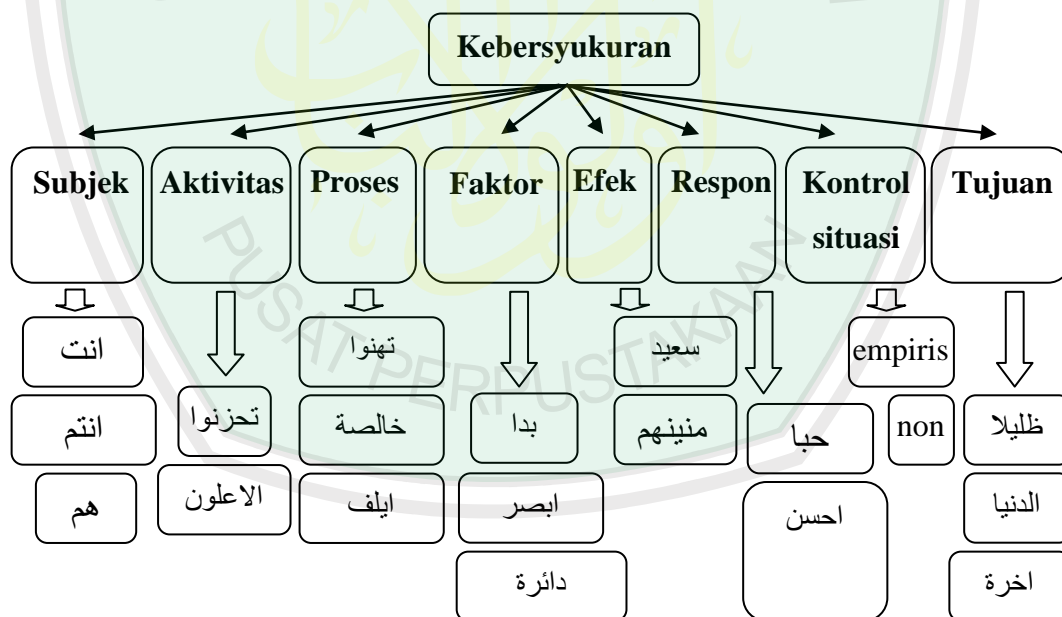 Kebersyukuran
Subjek
Aktivitas
Proses
Faktor
Efek
Respon
Kontrol
situasi
Tujuan
انت
انتم
هم
تحزنوا
الاعلون
تهنوا
خالصة
ايلف
بدا
ابصر
دائرة
سعيد
منينهم
حبا
احسن
empiris
non
ظليلا
الدنيا
اخرة
PUSAT PERPUSTAKAAN